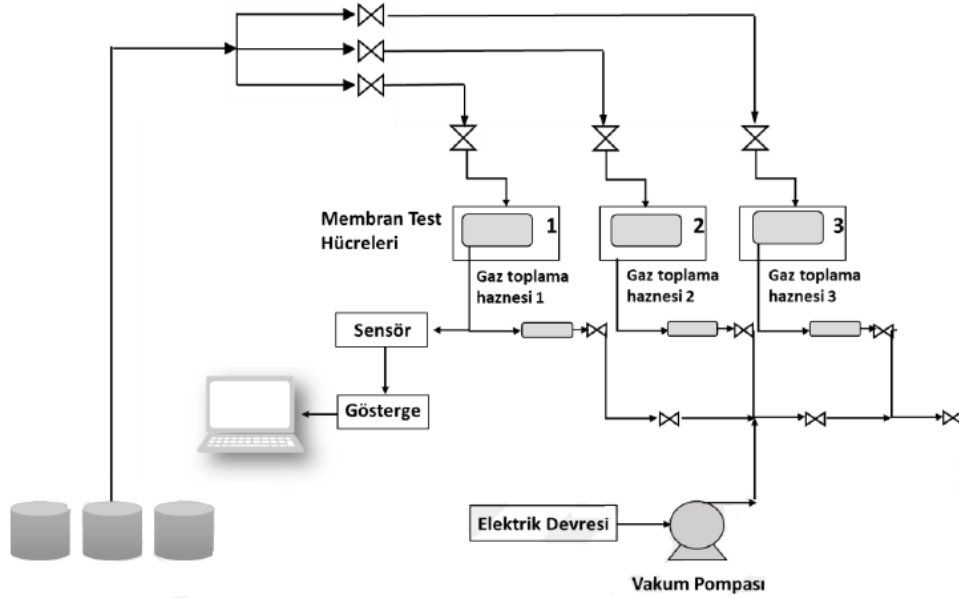 Membran Test
Hücreleri
1
2
3
Gaz toplama
haznesi 1
Gaz toplama
haznesi 2
Gaz toplama
haznesi 3
Sensör
Gösterge
Elektrik Devresi
Vakum Pompası